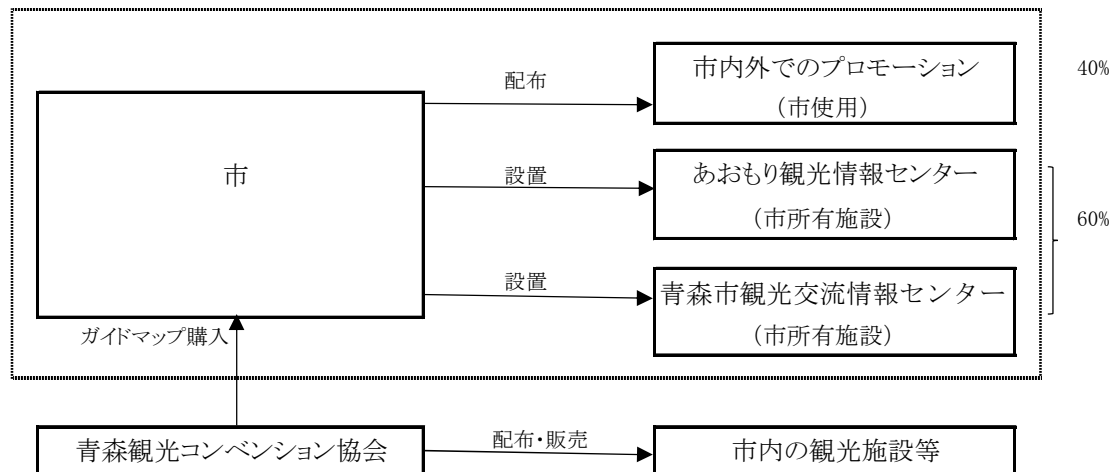 配布
市内外でのプロモーション
（市使用）
40%
市
設置
あおもり観光情報センター
（市所有施設）
60%
設置
青森市観光交流情報センター
（市所有施設）
ガイドマップ購入
青森観光コンベンション協会
配布・販売
市内の観光施設等